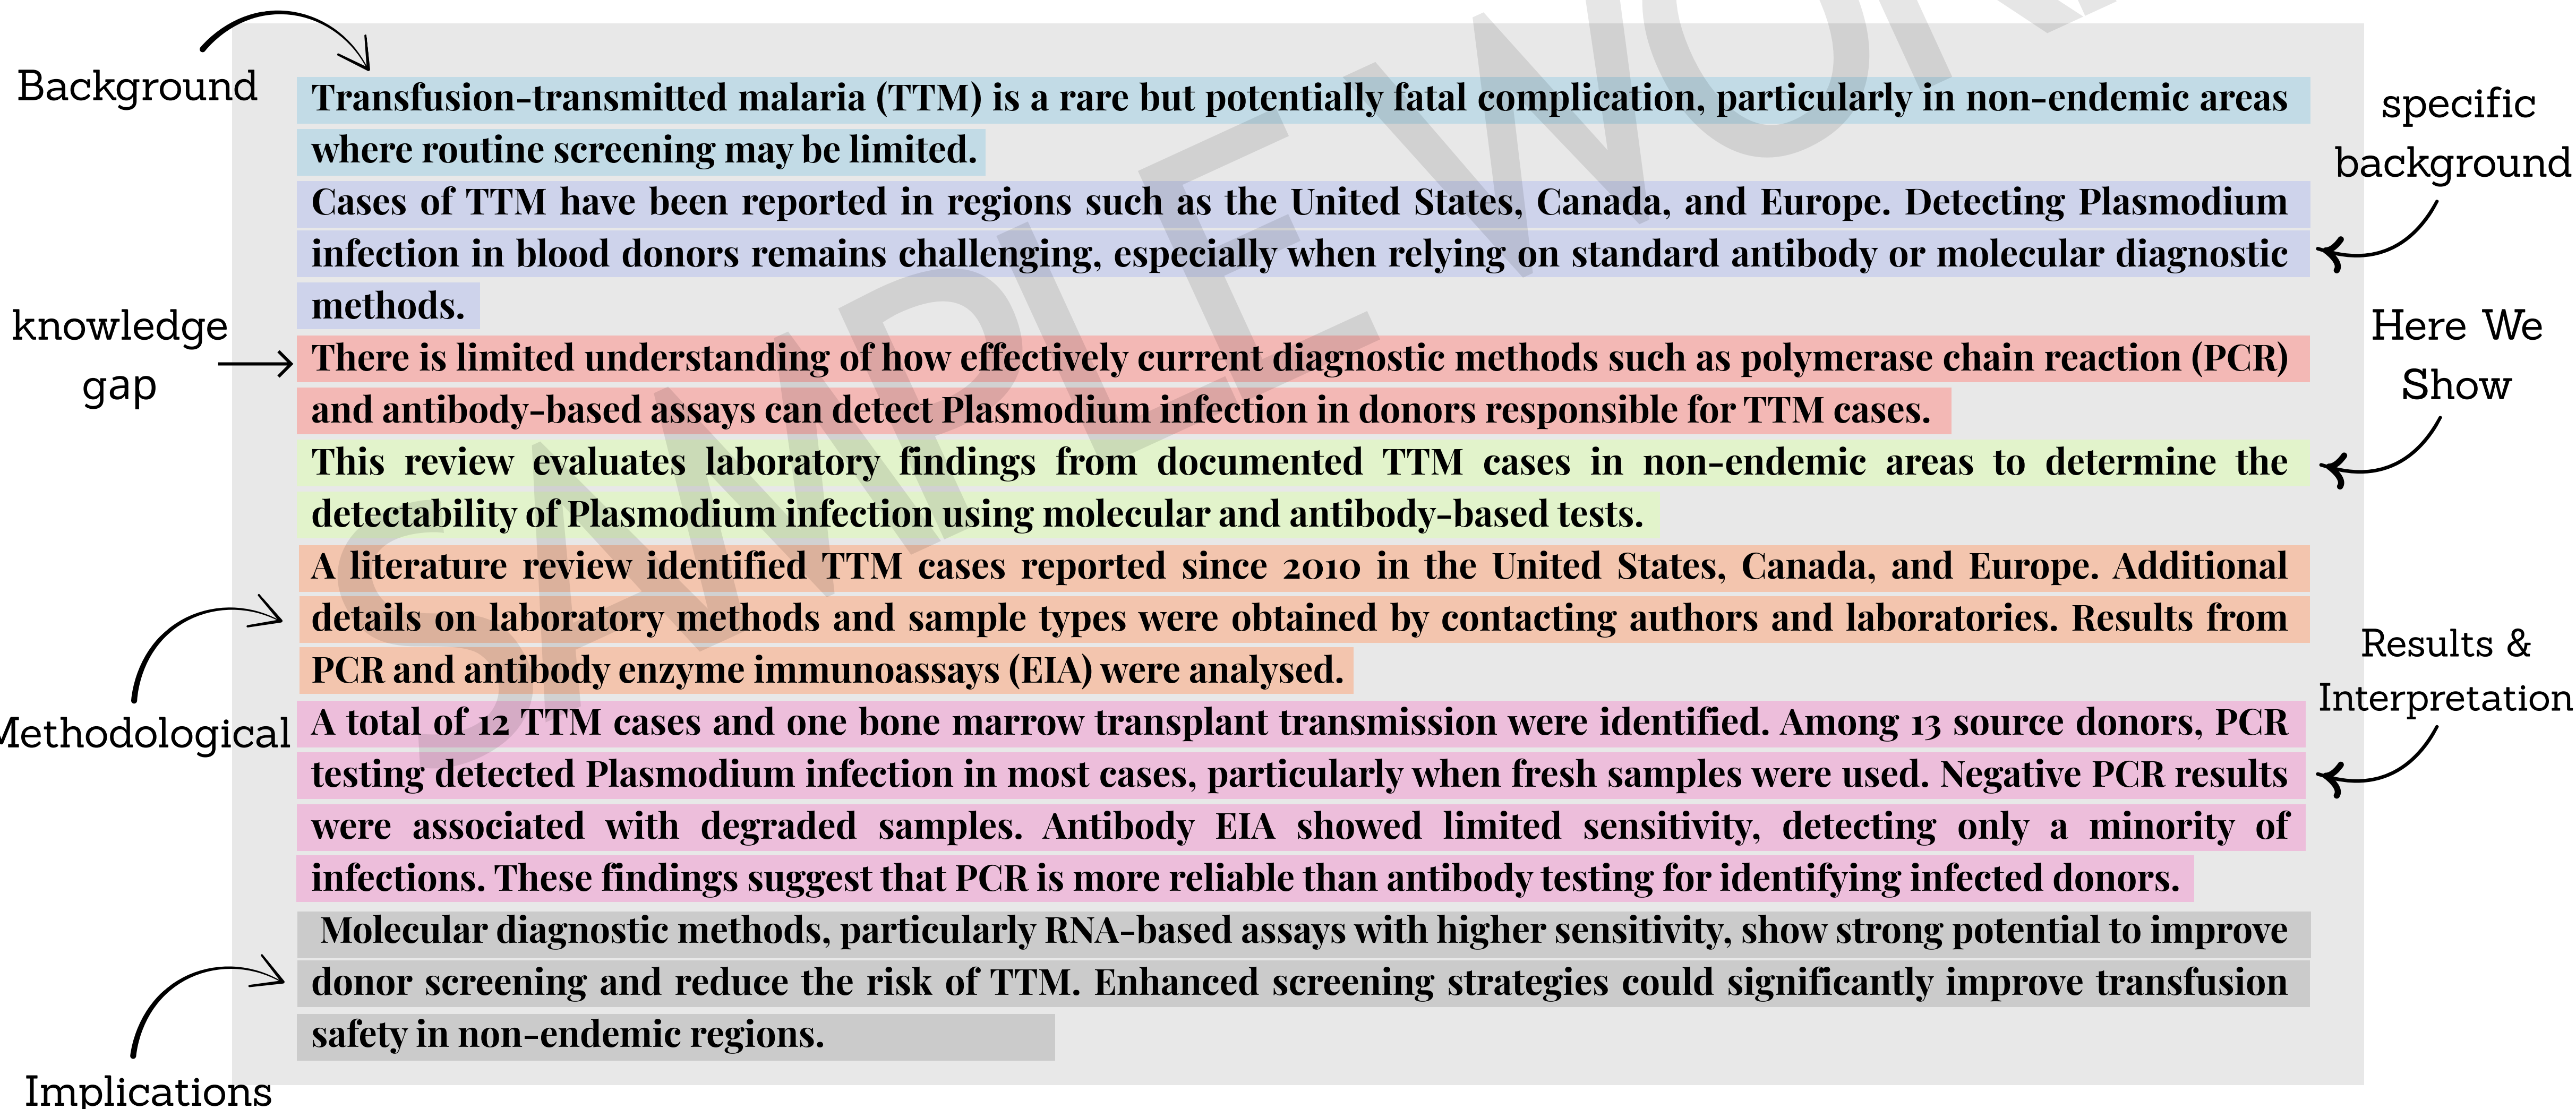 Background
Transfusion-transmitted malaria (TTM) is a rare but potentially fatal complication, particularly in non-endemic areas
where routine screening may be limited.
specific
background
Cases of TTM have been reported in regions such as the United States, Canada, and Europe. Detecting Plasmodium
infection in blood donors remains challenging, especially when relying on standard antibody or molecular diagnostic
methods.
knowledge
gap
There is limited understanding of how effectively current diagnostic methods such as polymerase chain reaction (PCR)
and antibody-based assays can detect Plasmodium infection in donors responsible for TTM cases.
Here We
Show
This review evaluates laboratory findings from documented TTM cases in non-endemic areas to determine the
detectability of Plasmodium infection using molecular and antibody-based tests.
Methodological
A literature review identified TTM cases reported since 2010 in the United States, Canada, and Europe. Additional
details on laboratory methods and sample types were obtained by contacting authors and laboratories. Results from
PCR and antibody enzyme immunoassays (EIA) were analysed.
Results &
Interpretation
A total of 12 TTM cases and one bone marrow transplant transmission were identified. Among 13 source donors, PCR
testing detected Plasmodium infection in most cases, particularly when fresh samples were used. Negative PCR results
were associated with degraded samples. Antibody EIA showed limited sensitivity, detecting only a minority of
infections. These findings suggest that PCR is more reliable than antibody testing for identifying infected donors.
Implications
Molecular diagnostic methods, particularly RNA-based assays with higher sensitivity, show strong potential to improve
donor screening and reduce the risk of TTM. Enhanced screening strategies could significantly improve transfusion
safety in non-endemic regions.
SAMPLE